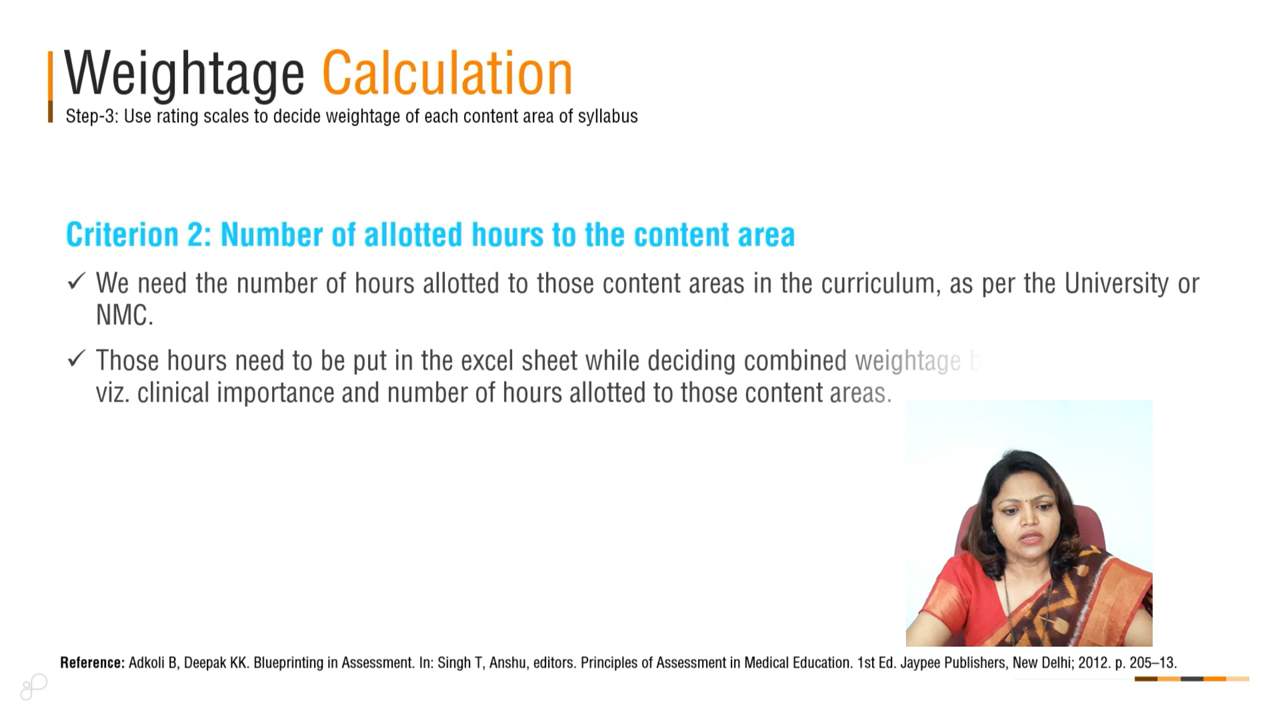 Weightage Calculation
Step-3: Use rating scales to decide weightage of each content area of syllabus
Criterion 2: Number of allotted hours to the content area
✓ We need the number of hours allotted to those content areas in the curriculum, as per the University or
NMC.
✓ Those hours need to be put in the excel sheet while deciding combined weightage
viz. clinical importance and number of hours allotted to those content areas.
Reference: Adkoli B, Deepak KK. Blueprinting in Assessment. In: Singh T, Anshu, editors. Principles of Assessment in Medical Education. 1st Ed. Jaypee Publishers, New Delhi; 2012. p. 205–13.